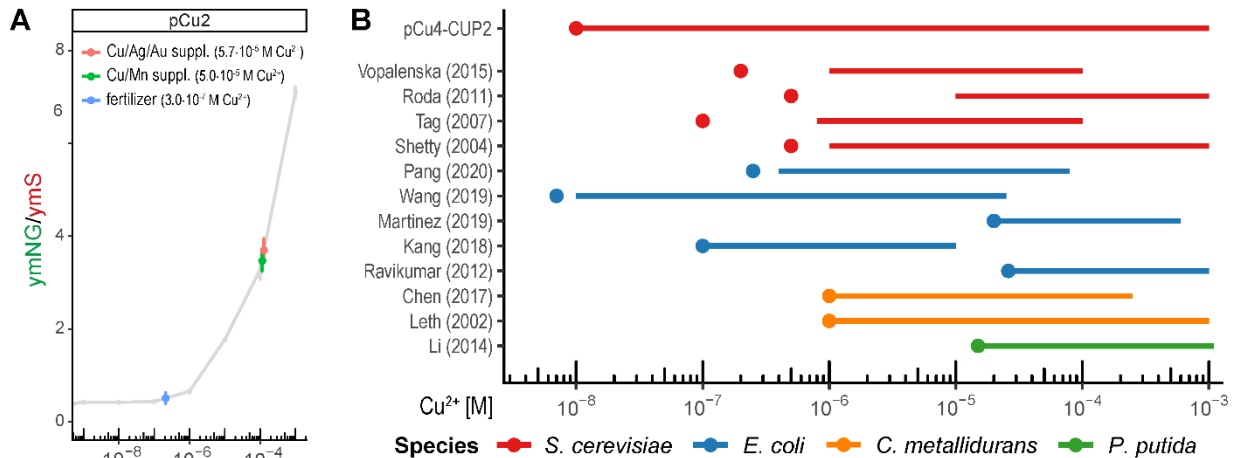 A
pCu2
Cu/Ag/Au suppl. (5.7·10⁻⁵ M Cu²⁺)
Cu/Mn suppl. (5.0·10⁻⁵ M Cu²⁺)
fertilizer (3.0·10⁻⁷ M Cu²⁺)
8
6
4
2
0
ymNG/ymS
10⁻⁸
10⁻⁶
10⁻⁴
B
pCu4-CUP2
Vopalenska (2015)
Roda (2011)
Tag (2007)
Shetty (2004)
Pang (2020)
Wang (2019)
Martinez (2019)
Kang (2018)
Ravikumar (2012)
Chen (2017)
Leth (2002)
Li (2014)
Cu²⁺ [M]
10⁻⁸
10⁻⁷
10⁻⁶
10⁻⁵
10⁻⁴
10⁻³
Species
S. cerevisiae
E. coli
C. metallidurans
P. putida